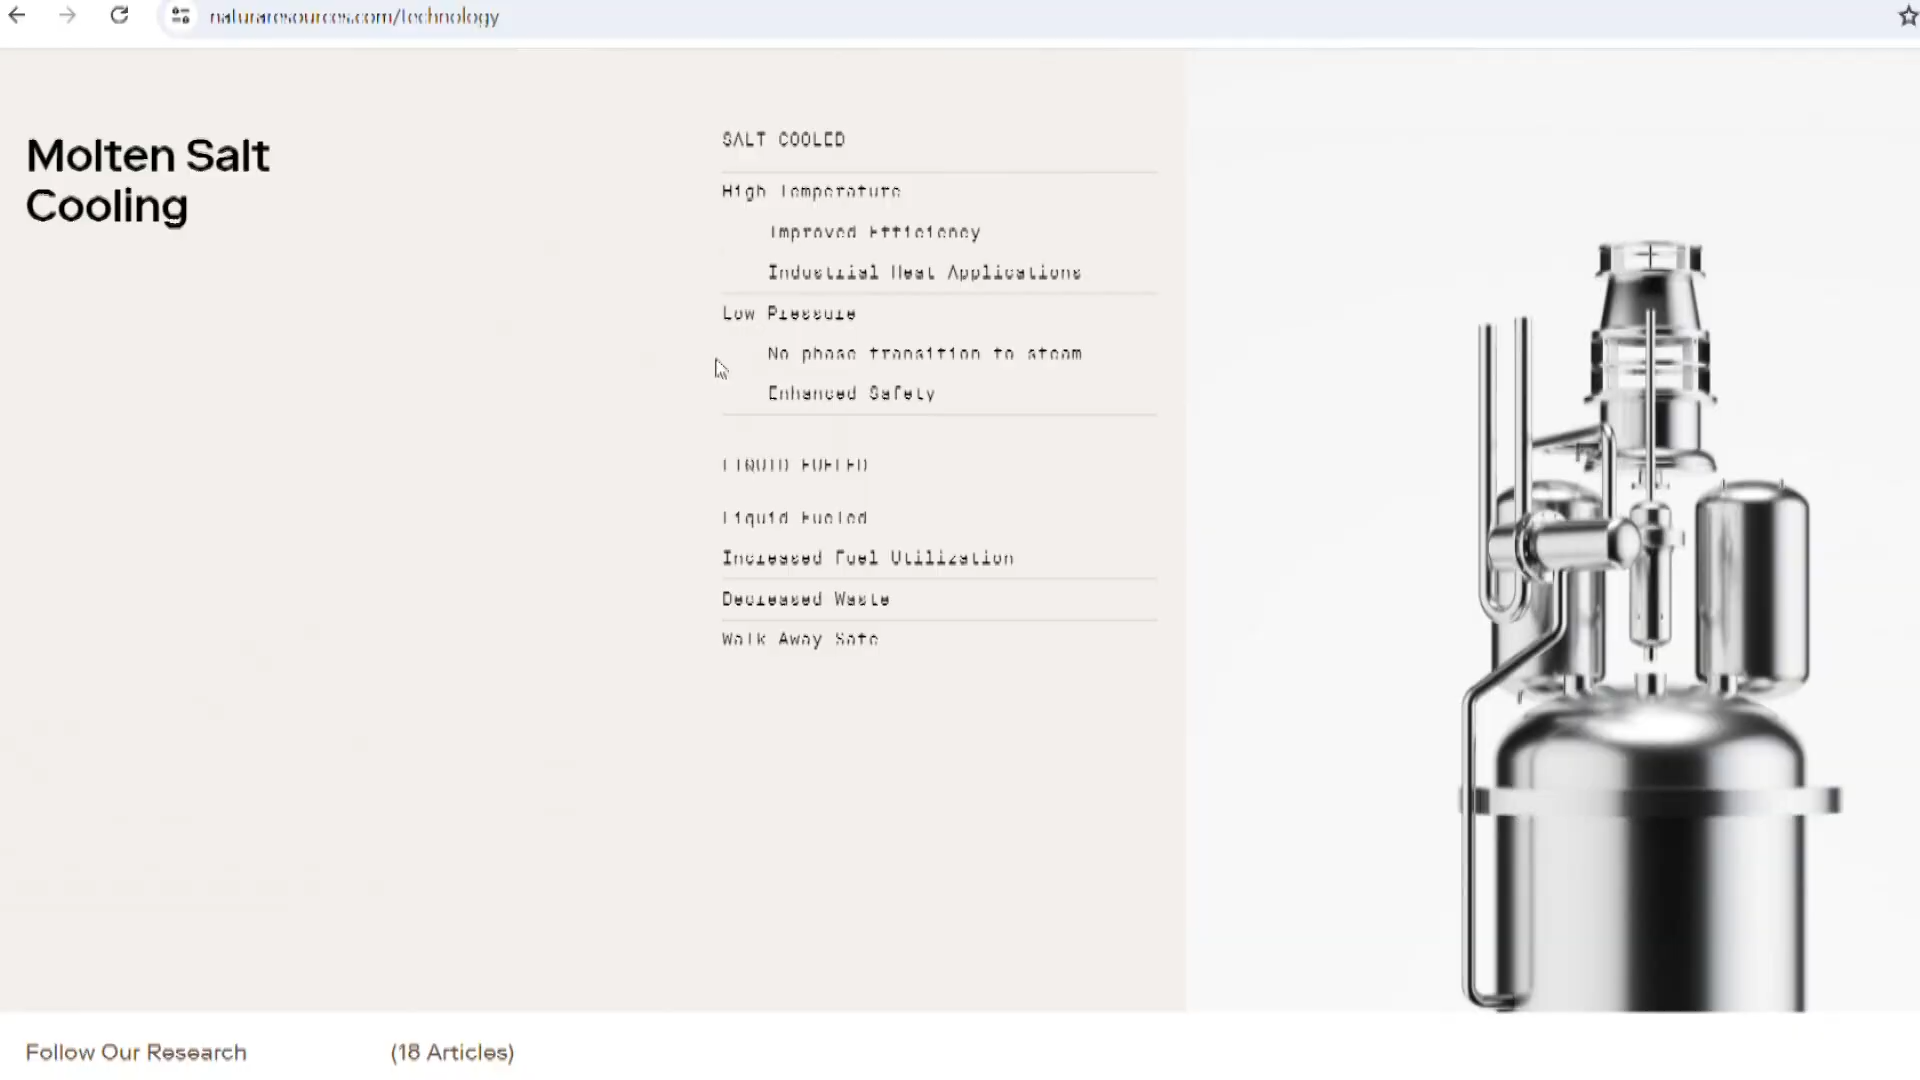 naturaresources.com/technology
Molten Salt
Cooling
SALT COOLED
High Temperature
Improved Efficiency
Industrial Heat Applications
Low Pressure
No phase transition to steam
Enhanced Safety
LIQUID FUELED
Liquid Fueled
Increased Fuel Utilization
Decreased Waste
Walk Away Safe
Follow Our Research
(18 Articles)